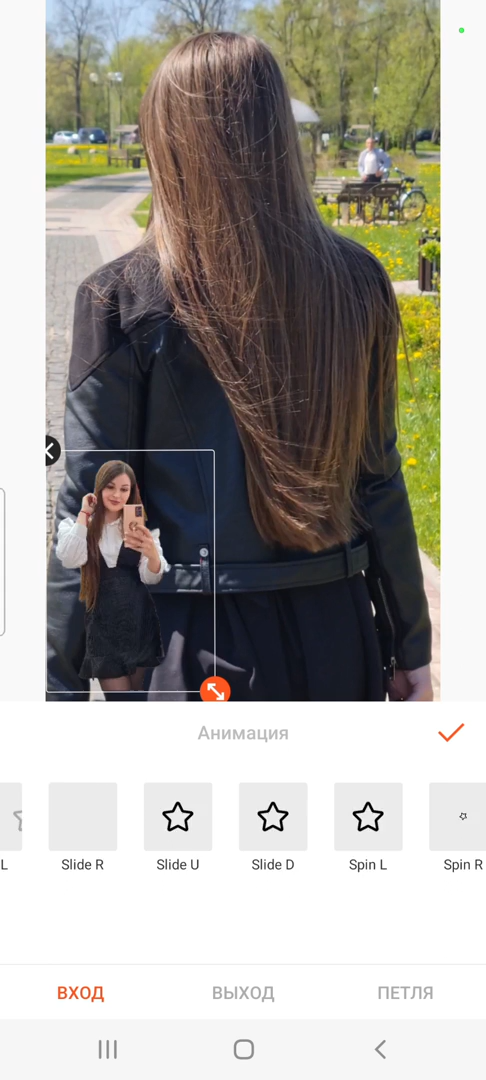 Анимация
L
Slide R
Slide U
Slide D
Spin L
Spin R
ВХОД
ВЫХОД
ПЕТЛЯ